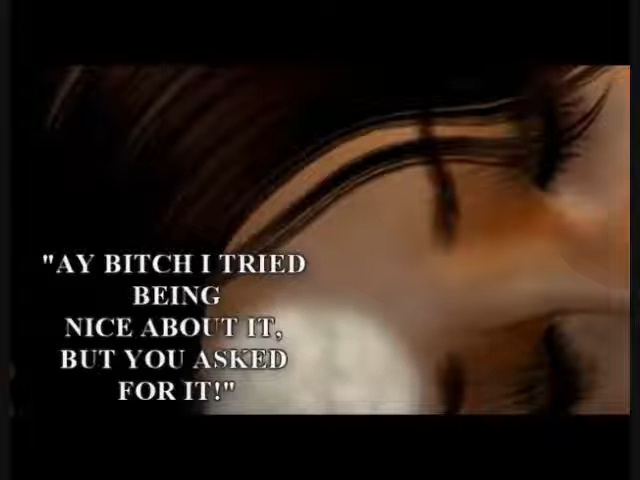 "AY BITCH I TRIED
BEING
NICE ABOUT IT,
BUT YOU ASKED
FOR IT!"